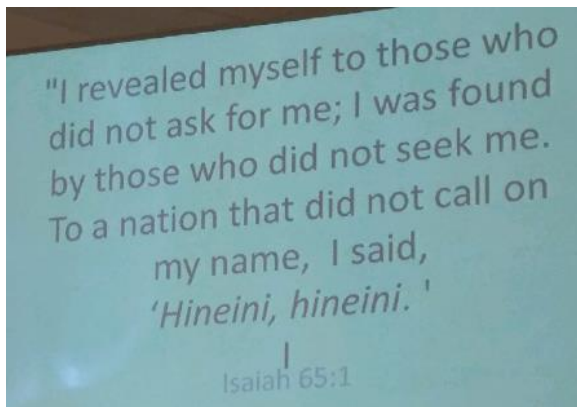 "I revealed myself to those who
did not ask for me; I was found
by those who did not seek me.
To a nation that did not call on
my name, I said,
‘Hineini, hineini. '
Isaiah 65:1